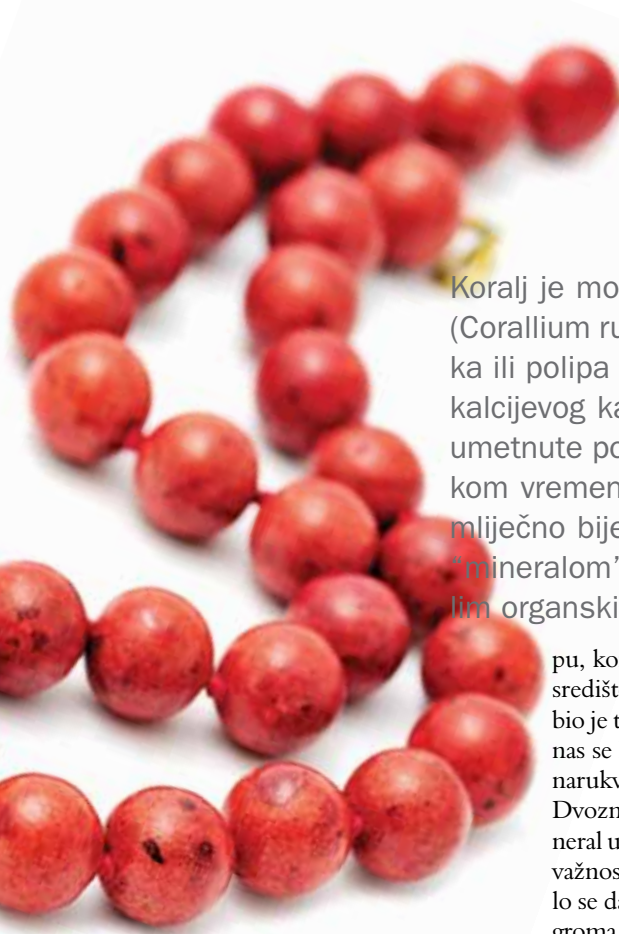 Koralj je mo
(Corallium ru
ka ili polipa
kalcijevog ka
umetnute po
kom vremen
mliječno bije
“mineralom”
lim organski
pu, ko
središt
bio je t
nas se
narukv
Dvozn
neral u
važnos
lo se da
groma